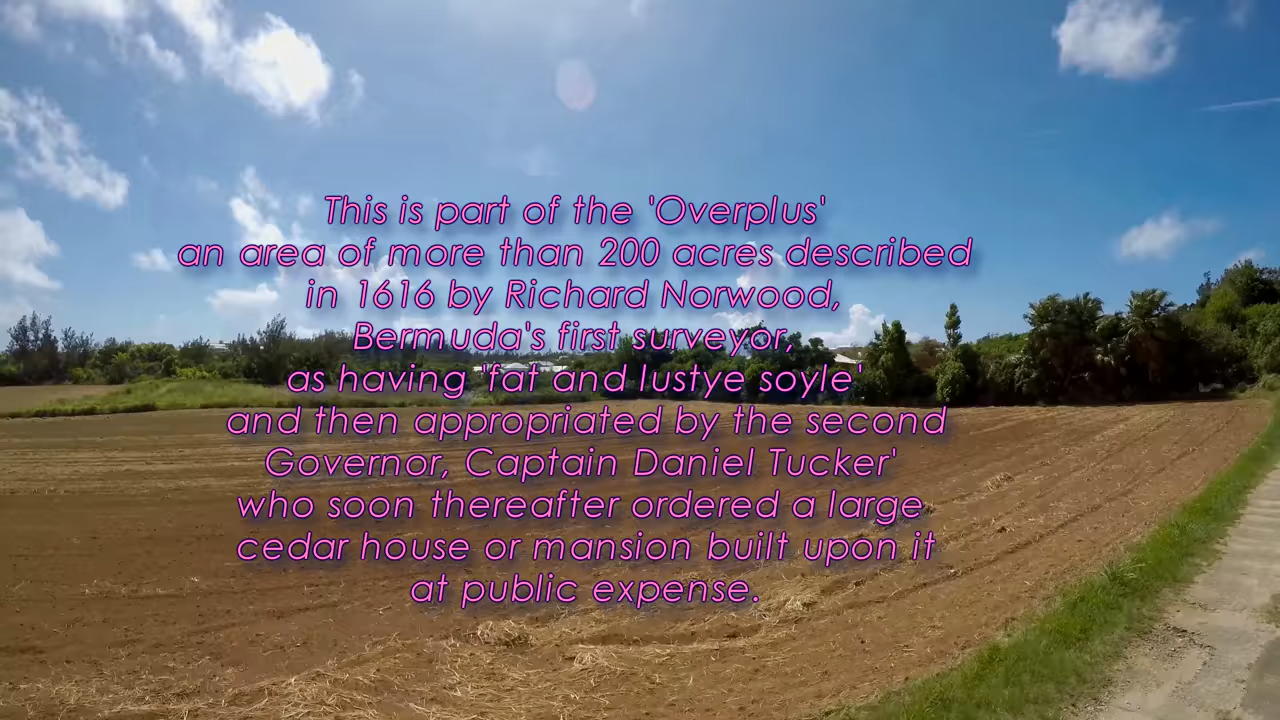 This is part of the 'Overplus'
an area of more than 200 acres described
in 1616 by Richard Norwood,
Bermuda's first surveyor,
as having 'fat and lustye soyle'
and then appropriated by the second
Governor, Captain Daniel Tucker'
who soon thereafter ordered a large
cedar house or mansion built upon it
at public expense.